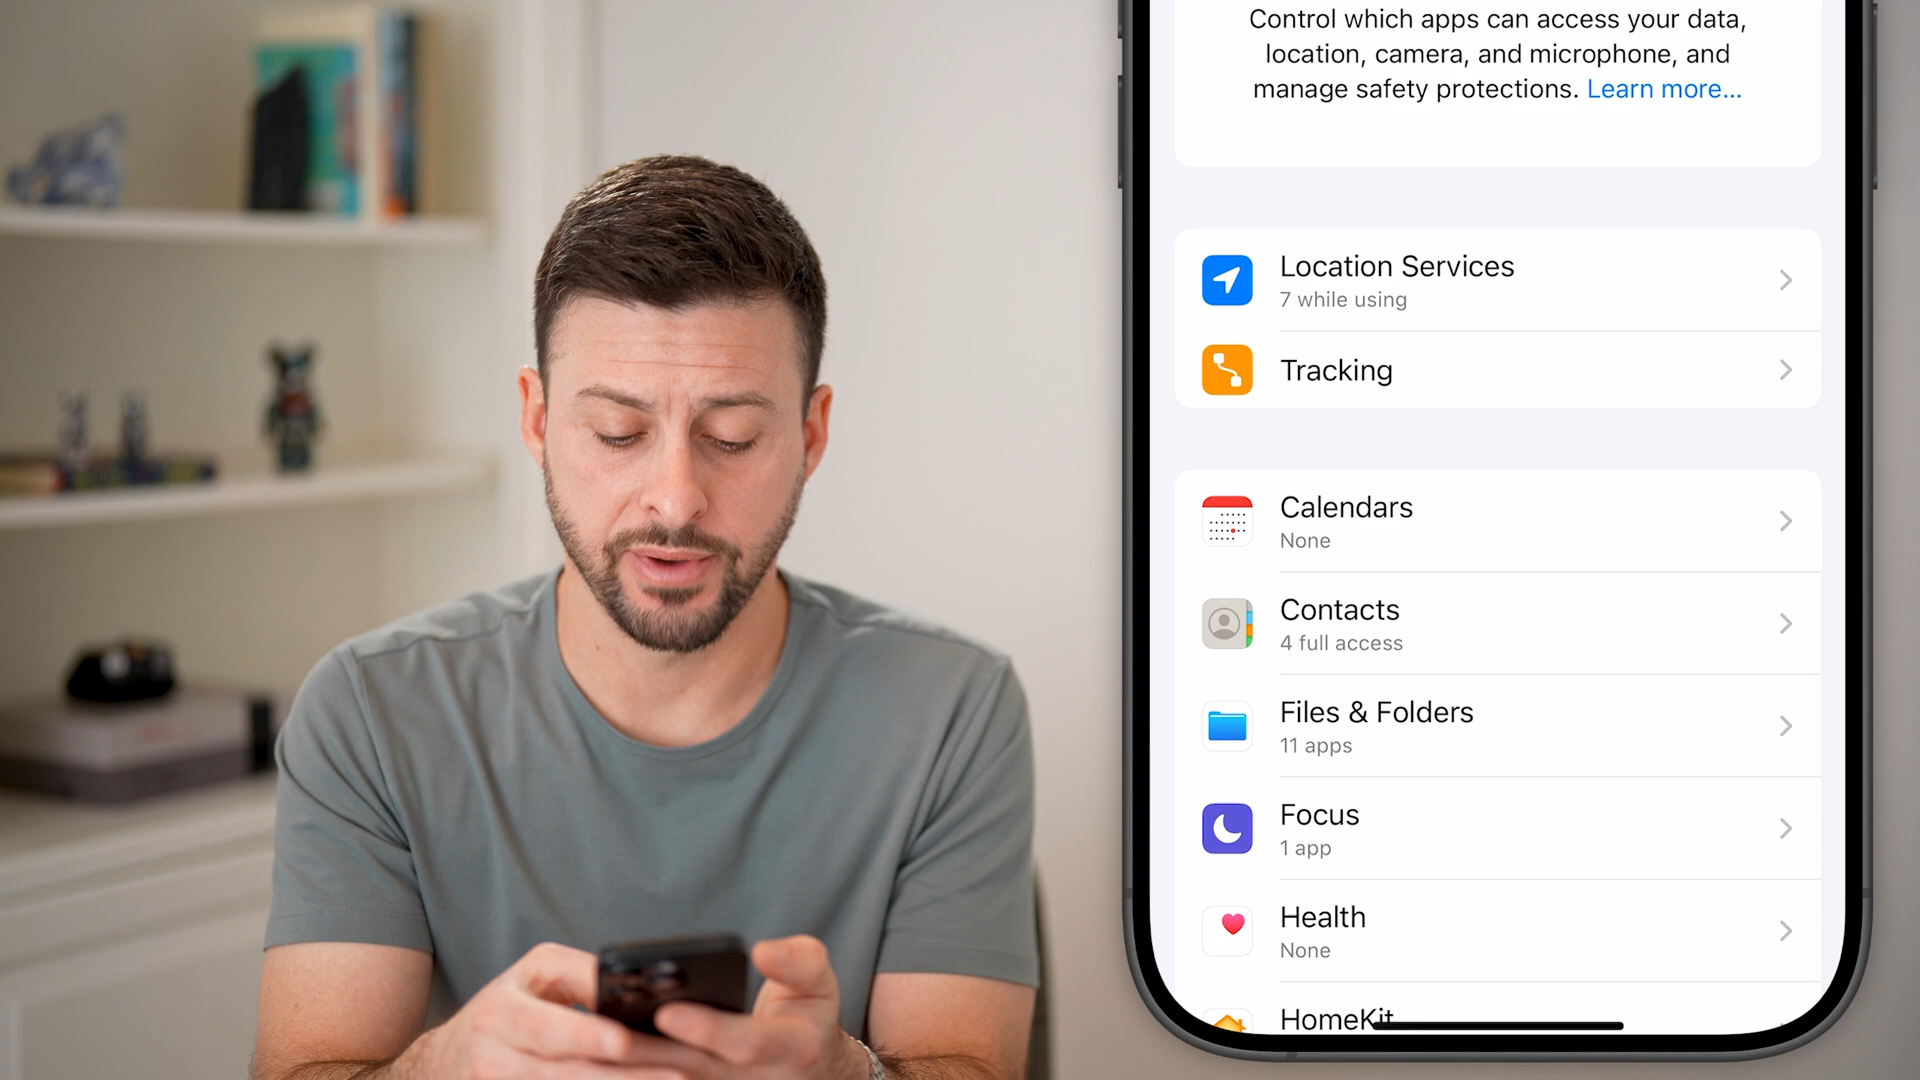 Control which apps can access your data,
location, camera, and microphone, and
manage safety protections. Learn more...
Location Services
7 while using
Tracking
Calendars
None
Contacts
4 full access
Files & Folders
11 apps
Focus
1 app
Health
None
HomeKit